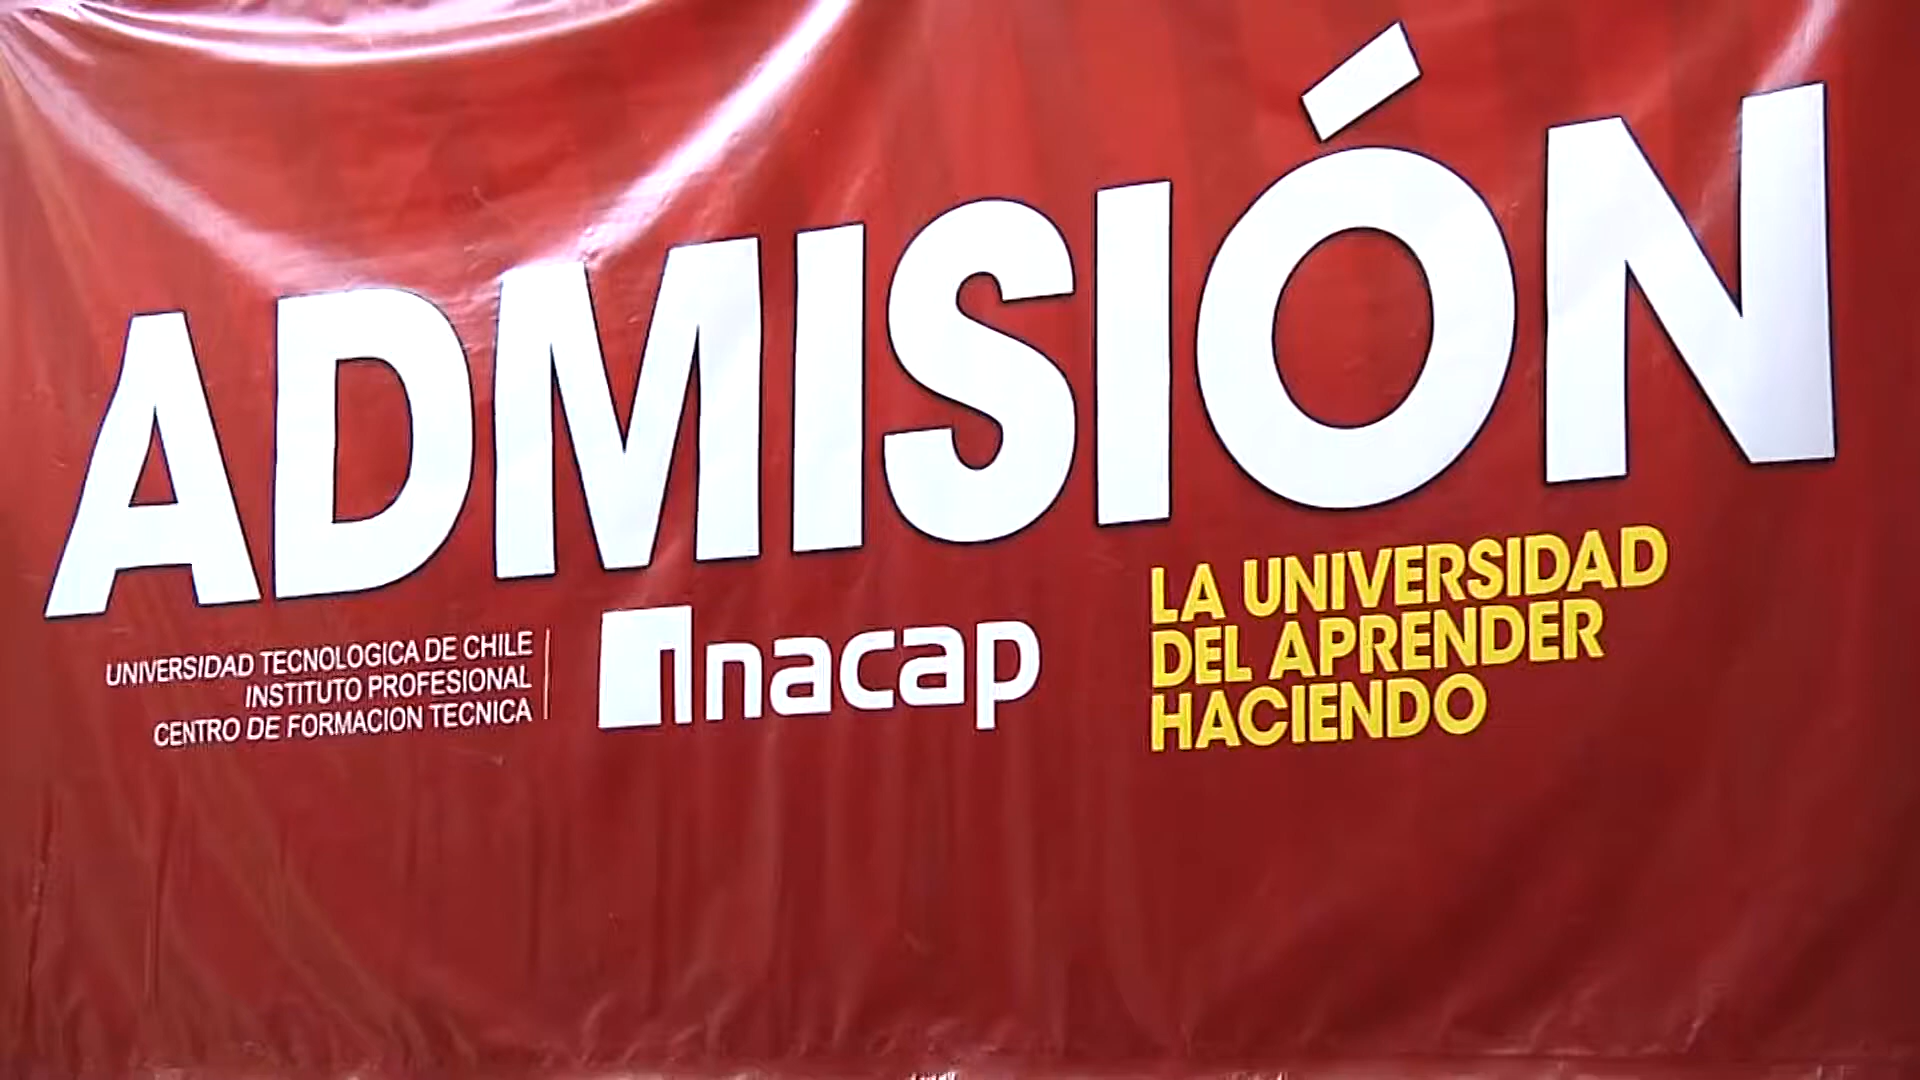 ADMISIÓN
UNIVERSIDAD TECNOLOGICA DE CHILE
INSTITUTO PROFESIONAL
CENTRO DE FORMACION TECNICA
Inacap
LA UNIVERSIDAD
DEL APRENDER
HACIENDO